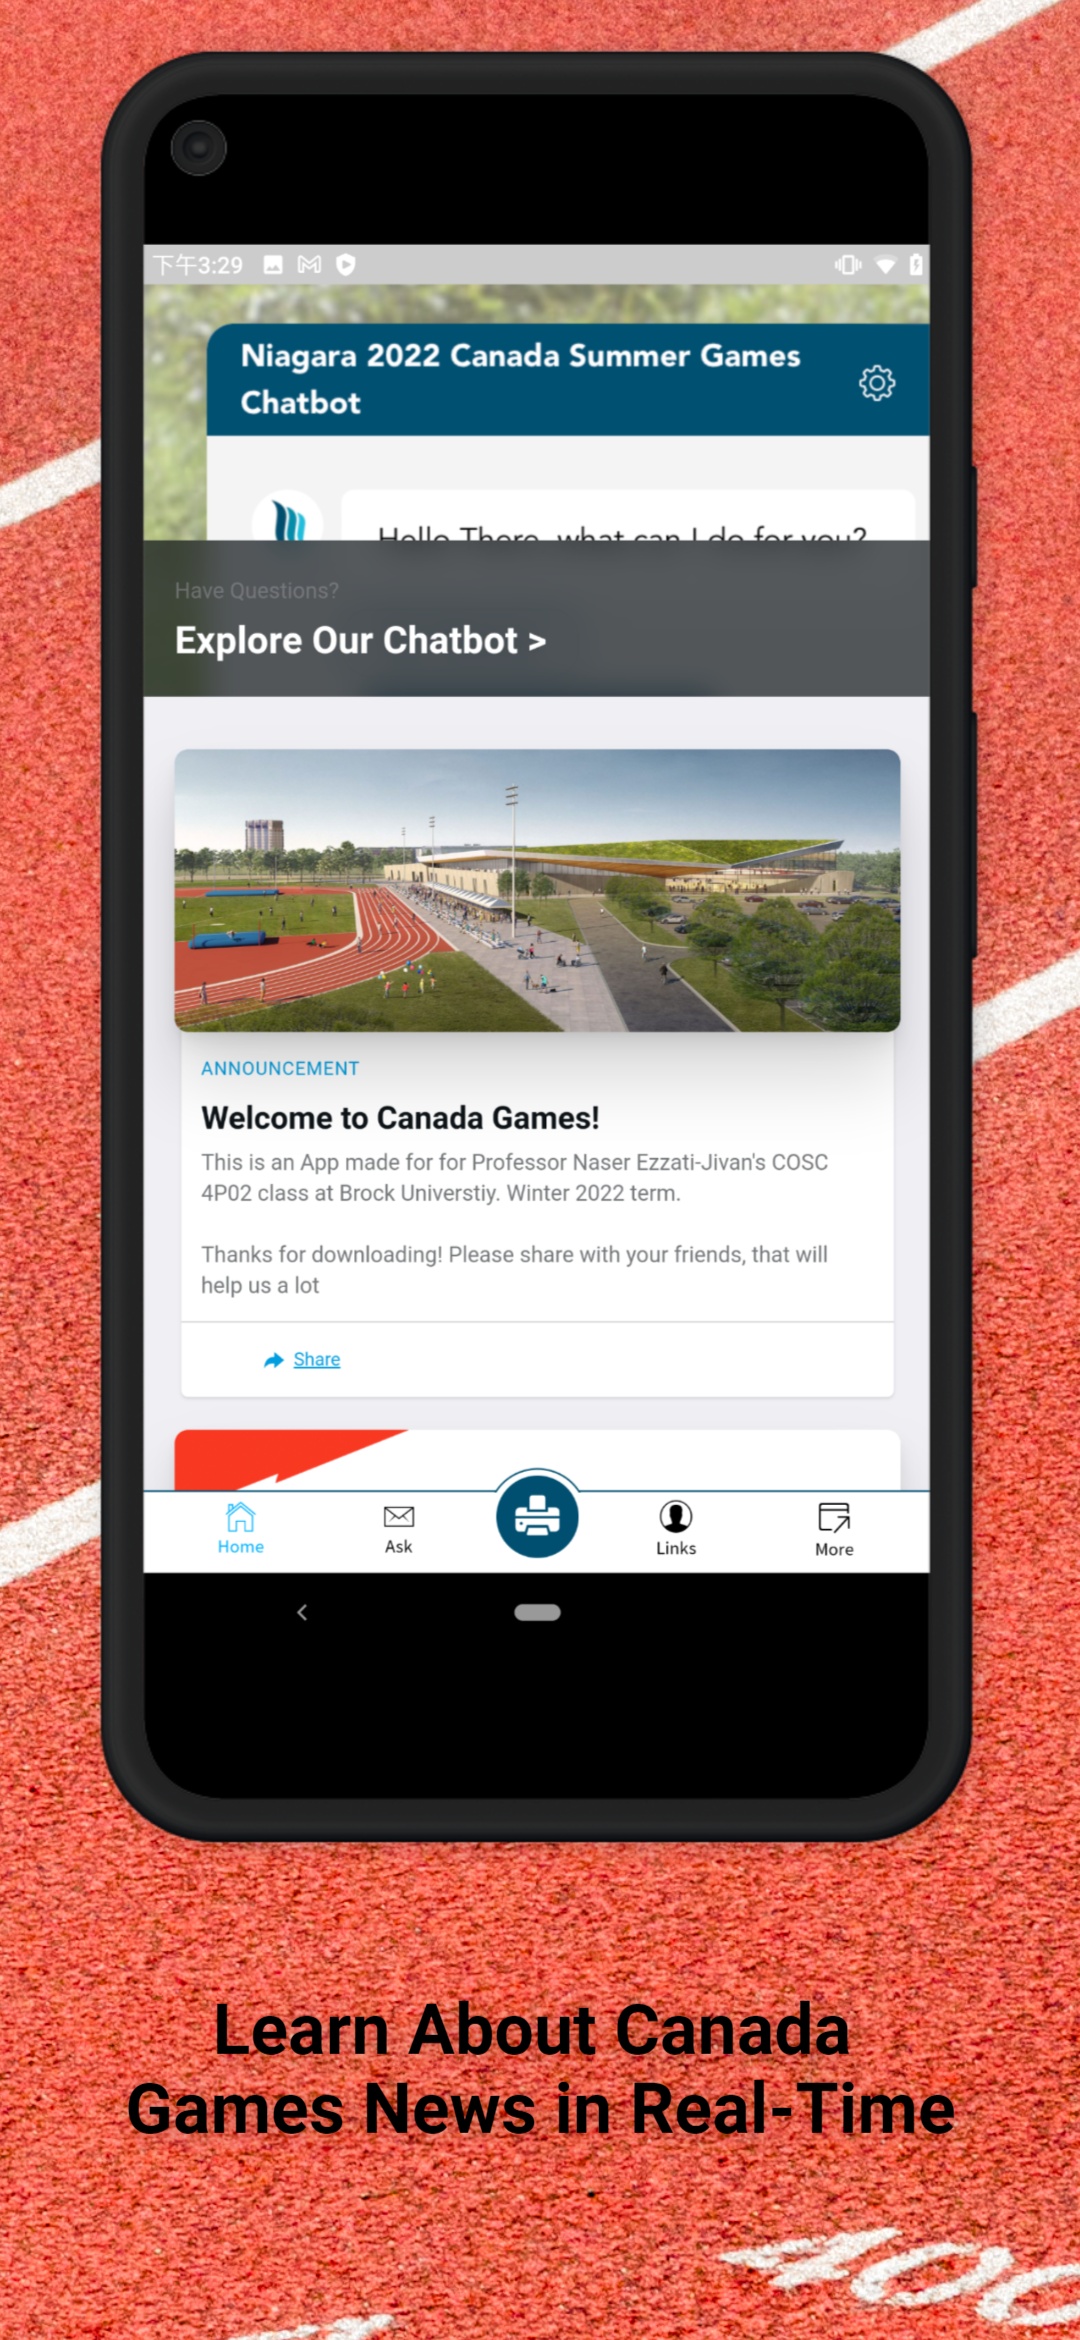 下午3:29
Niagara 2022 Canada Summer Games
Chatbot
Hello There, what can I do for you?
Have Questions?
Explore Our Chatbot >
ANNOUNCEMENT
Welcome to Canada Games!
This is an App made for for Professor Naser Ezzati-Jivan's COSC
4P02 class at Brock Universtiy. Winter 2022 term.
Thanks for downloading! Please share with your friends, that will
help us a lot
Share
Home
Ask
Links
More
Learn About Canada
Games News in Real-Time
400